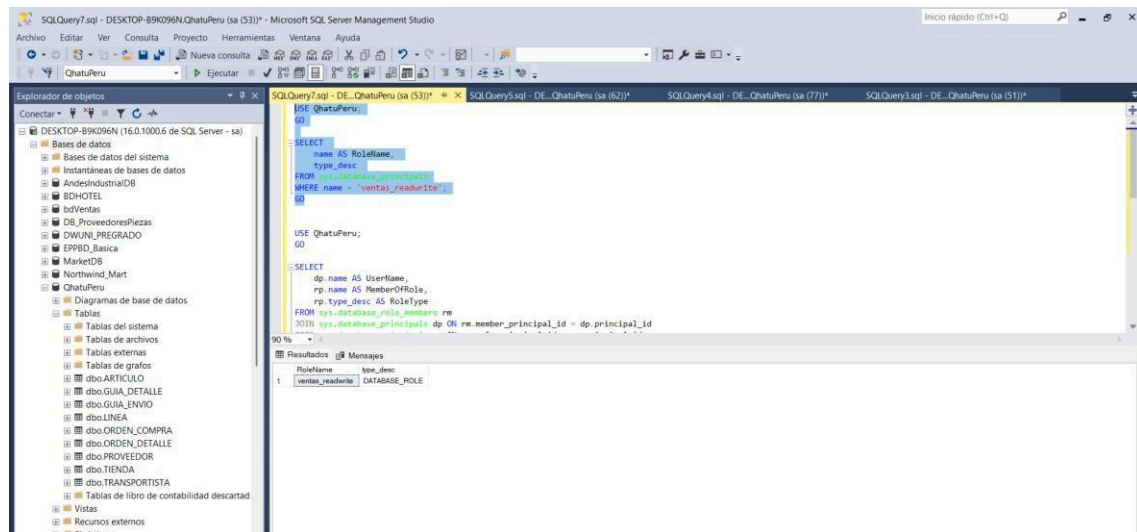 SQLQuery7.sql - DESKTOP-B9K096N.QhatuPeru (sa (53))* - Microsoft SQL Server Management Studio
Inicio rápido (Ctrl+Q)
Archivo Editar Ver Consulta Proyecto Herramientas Ventana Ayuda
Nueva consulta
QhatuPeru
Ejecutar
Explorador de objetos
Conectar
DESKTOP-B9K096N (16.0.1000.6 de SQL Server - sa)
Bases de datos
Bases de datos del sistema
Instantáneas de bases de datos
AndesIndustrialDB
BDHOTEL
bdVentas
DB_ProveedoresPiezas
DWUNI_PREGRADO
EPPBD_Basica
MarketDB
Northwind_Mart
QhatuPeru
Diagramas de base de datos
Tablas
Tablas del sistema
Tablas de archivos
Tablas externas
Tablas de grafos
dbo.ARTICULO
dbo.GUIA_DETALLE
dbo.GUIA_ENVIO
dbo.LINEA
dbo.ORDEN_COMPRA
dbo.ORDEN_DETALLE
dbo.PROVEEDOR
dbo.TIENDA
dbo.TRANSPORTISTA
Tablas de libro de contabilidad descartad
Vistas
Recursos externos
SQLQuery7.sql - DE...QhatuPeru (sa (53))*
SQLQuery5.sql - DE...QhatuPeru (sa (62))*
SQLQuery4.sql - DE...QhatuPeru (sa (77))*
SQLQuery3.sql - DE...QhatuPeru (sa (51))*
USE QhatuPeru;
GO
SELECT
name AS RoleName,
type_desc
FROM sys.database_principals
WHERE name = 'ventas_readwrite';
GO
USE QhatuPeru;
GO
SELECT
dp.name AS UserName,
rp.name AS MemberOfRole,
rp.type_desc AS RoleType
FROM sys.database_role_members rm
JOIN sys.database_principals dp ON rm.member_principal_id = dp.principal_id
90 %
Resultados Mensajes
RoleName type_desc
1 ventas_readwrite DATABASE_ROLE